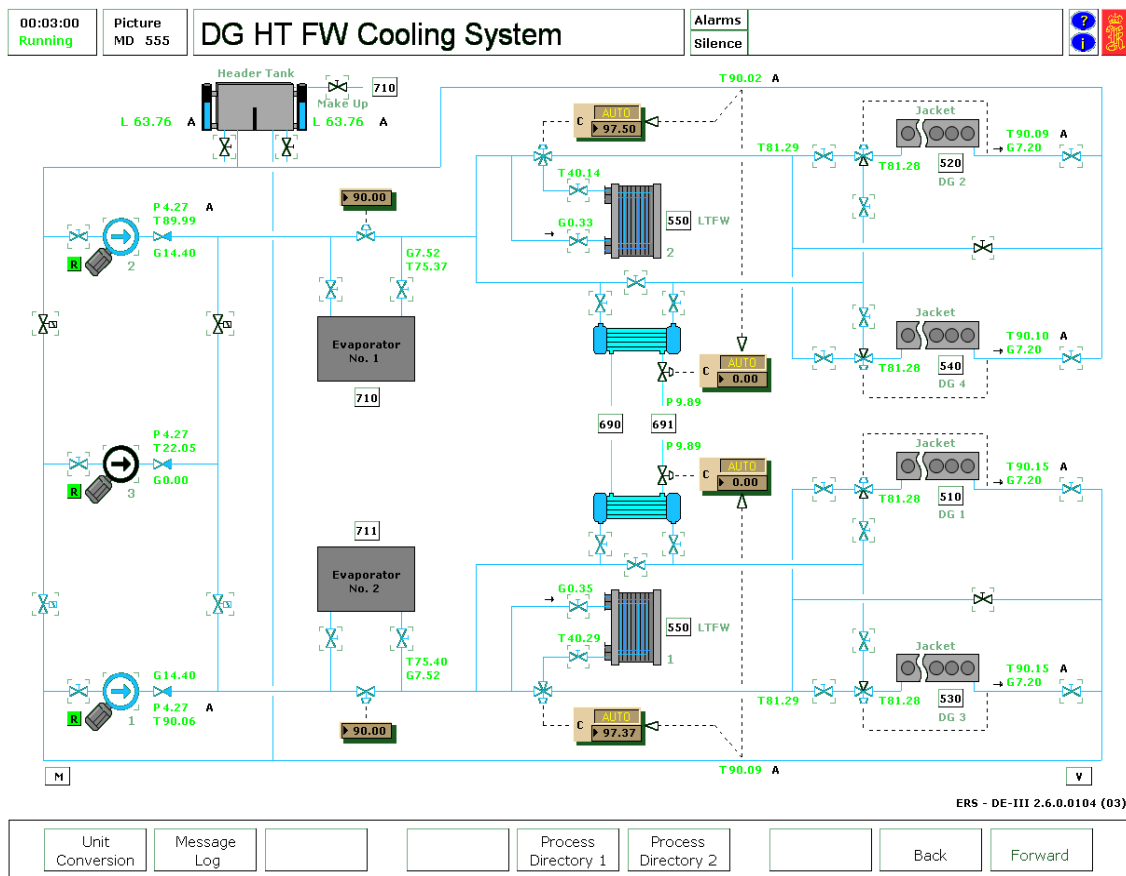 00:03:00
Running
Picture
MD 555
DG HT FW Cooling System
Alarms
Silence
?
i
Header Tank
Make Up
710
L 63.76 A
L 63.76 A
T90.02 A
C
AUTO
97.50
T81.29
Jacket
T81.28
520
DG 2
T90.09 A
G7.20
T40.14
G0.33
550 LTFW
2
90.00
P4.27 A
T89.99
G14.40
R
2
G7.52
T75.37
Evaporator
No. 1
710
Jacket
T81.28
540
DG 4
T90.10 A
G7.20
C
AUTO
0.00
P9.89
690
691
P9.89
C
AUTO
0.00
P4.27
T22.05
G0.00
R
3
Jacket
T81.28
510
DG 1
T90.15 A
G7.20
711
Evaporator
No. 2
G0.35
T40.29
550 LTFW
1
T75.40
G7.52
G14.40
P4.27 A
T90.06
R
1
90.00
C
AUTO
97.37
T81.29
Jacket
T81.28
530
DG 3
T90.15 A
G7.20
T90.09 A
M
V
ERS - DE-III 2.6.0.0104 (03)
Unit
Conversion
Message
Log
Process
Directory 1
Process
Directory 2
Back
Forward